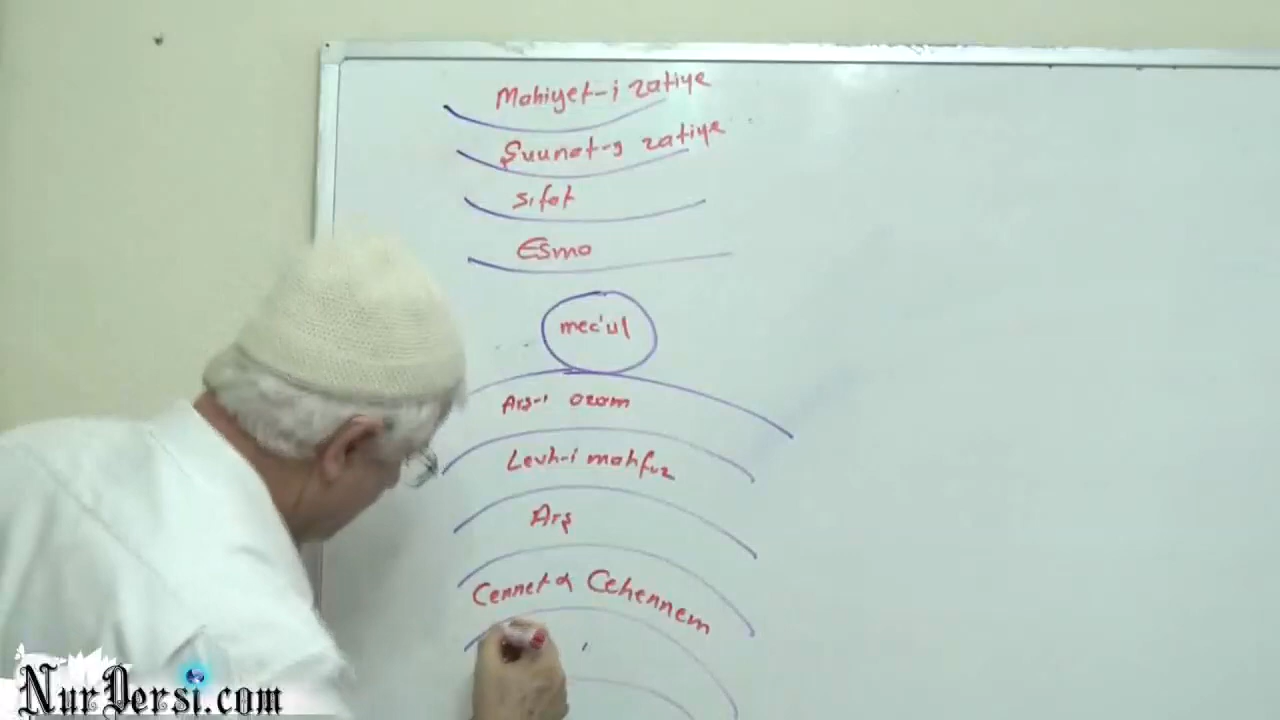 Mahiyet-i zatiye
Şuunat-ı zatiye
Sıfat
Esma
mec'ul
Arş-ı azam
Levh-i mahfuz
Arş
Cennet & Cehennem
NurDersi.com